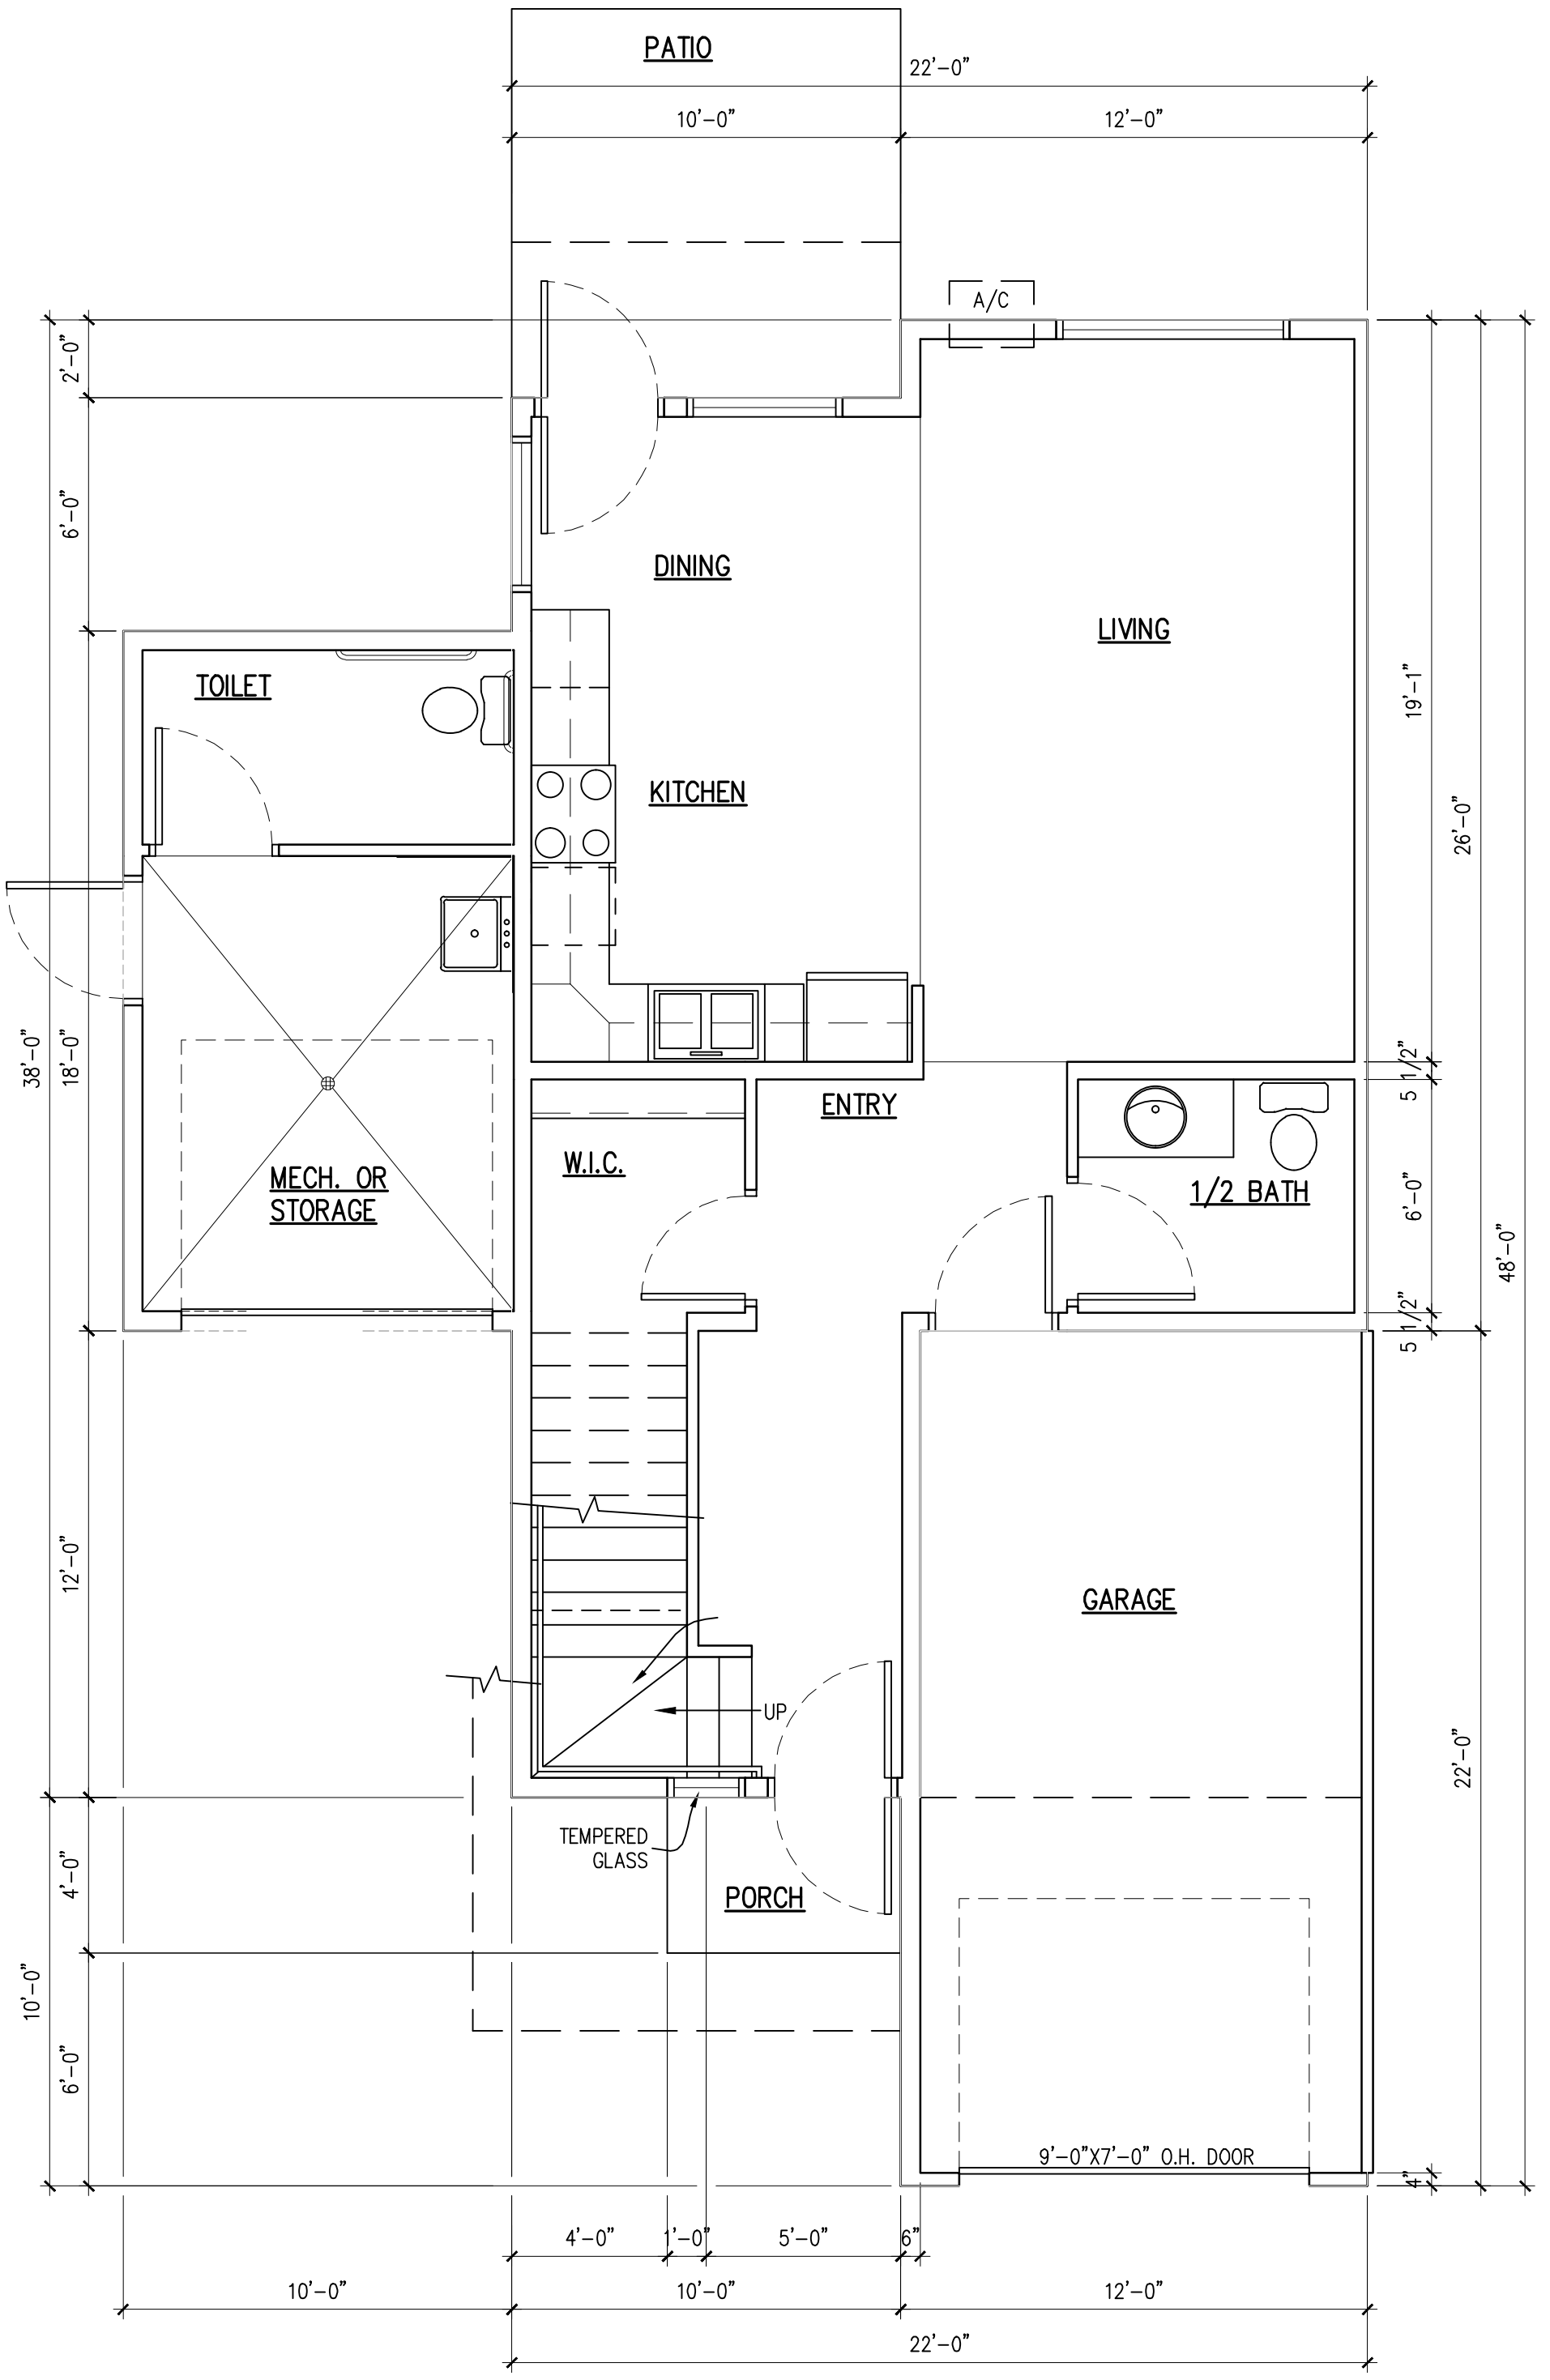 PATIO
22'-0"
10'-0"
12'-0"
A/C
2'-0"
6'-0"
DINING
LIVING
TOILET
19'-1"
KITCHEN
26'-0"
38'-0"
18'-0"
5 1/2"
ENTRY
W.I.C.
MECH. OR
STORAGE
1/2 BATH
6'-0"
48'-0"
5 1/2"
12'-0"
GARAGE
UP
22'-0"
TEMPERED
GLASS
4'-0"
PORCH
10'-0"
6'-0"
9'-0"X7'-0" O.H. DOOR
4"
4'-0"
1'-0"
5'-0"
6"
10'-0"
10'-0"
12'-0"
22'-0"